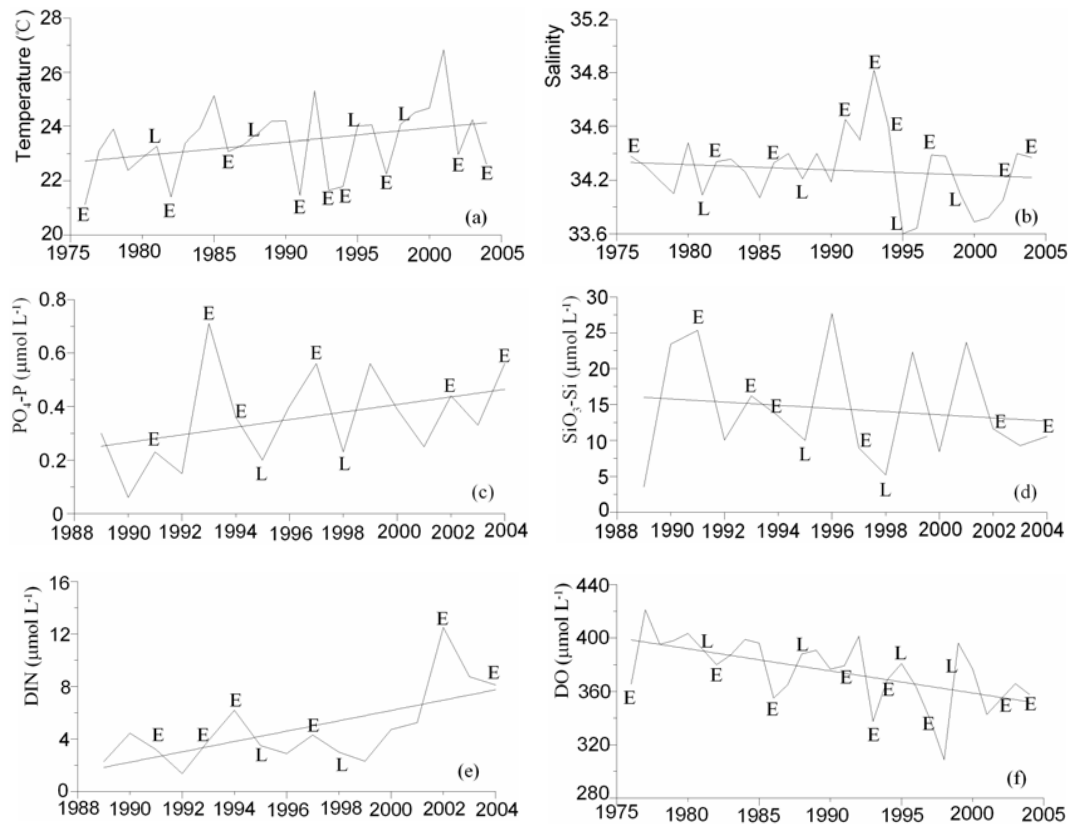 28
26
24
22
20
Temperature (℃)
E L E E L E E E L E L E E
(a)
1975 1980 1985 1990 1995 2000 2005
35.2
34.8
34.6
34.2
33.6
Salinity
E L E E L E E E L E L E E
(b)
1975 1980 1985 1990 1995 2000 2005
0.8
0.6
0.4
0.2
0
PO₄-P (μmol L⁻¹)
E E E L E L E E
(c)
1988 1990 1992 1994 1996 1998 2000 2002 2004
30
25
20
15
10
5
0
SiO₃-Si (μmol L⁻¹)
E E E L E L E E
(d)
1988 1990 1992 1994 1996 1998 2000 2002 2004
16
12
8
4
0
DIN (μmol L⁻¹)
E E E L E L E E
(e)
1988 1990 1992 1994 1996 1998 2000 2002 2004
440
400
360
320
280
DO (μmol L⁻¹)
E L E E L E E E L E L E E
(f)
1975 1980 1985 1990 1995 2000 2005